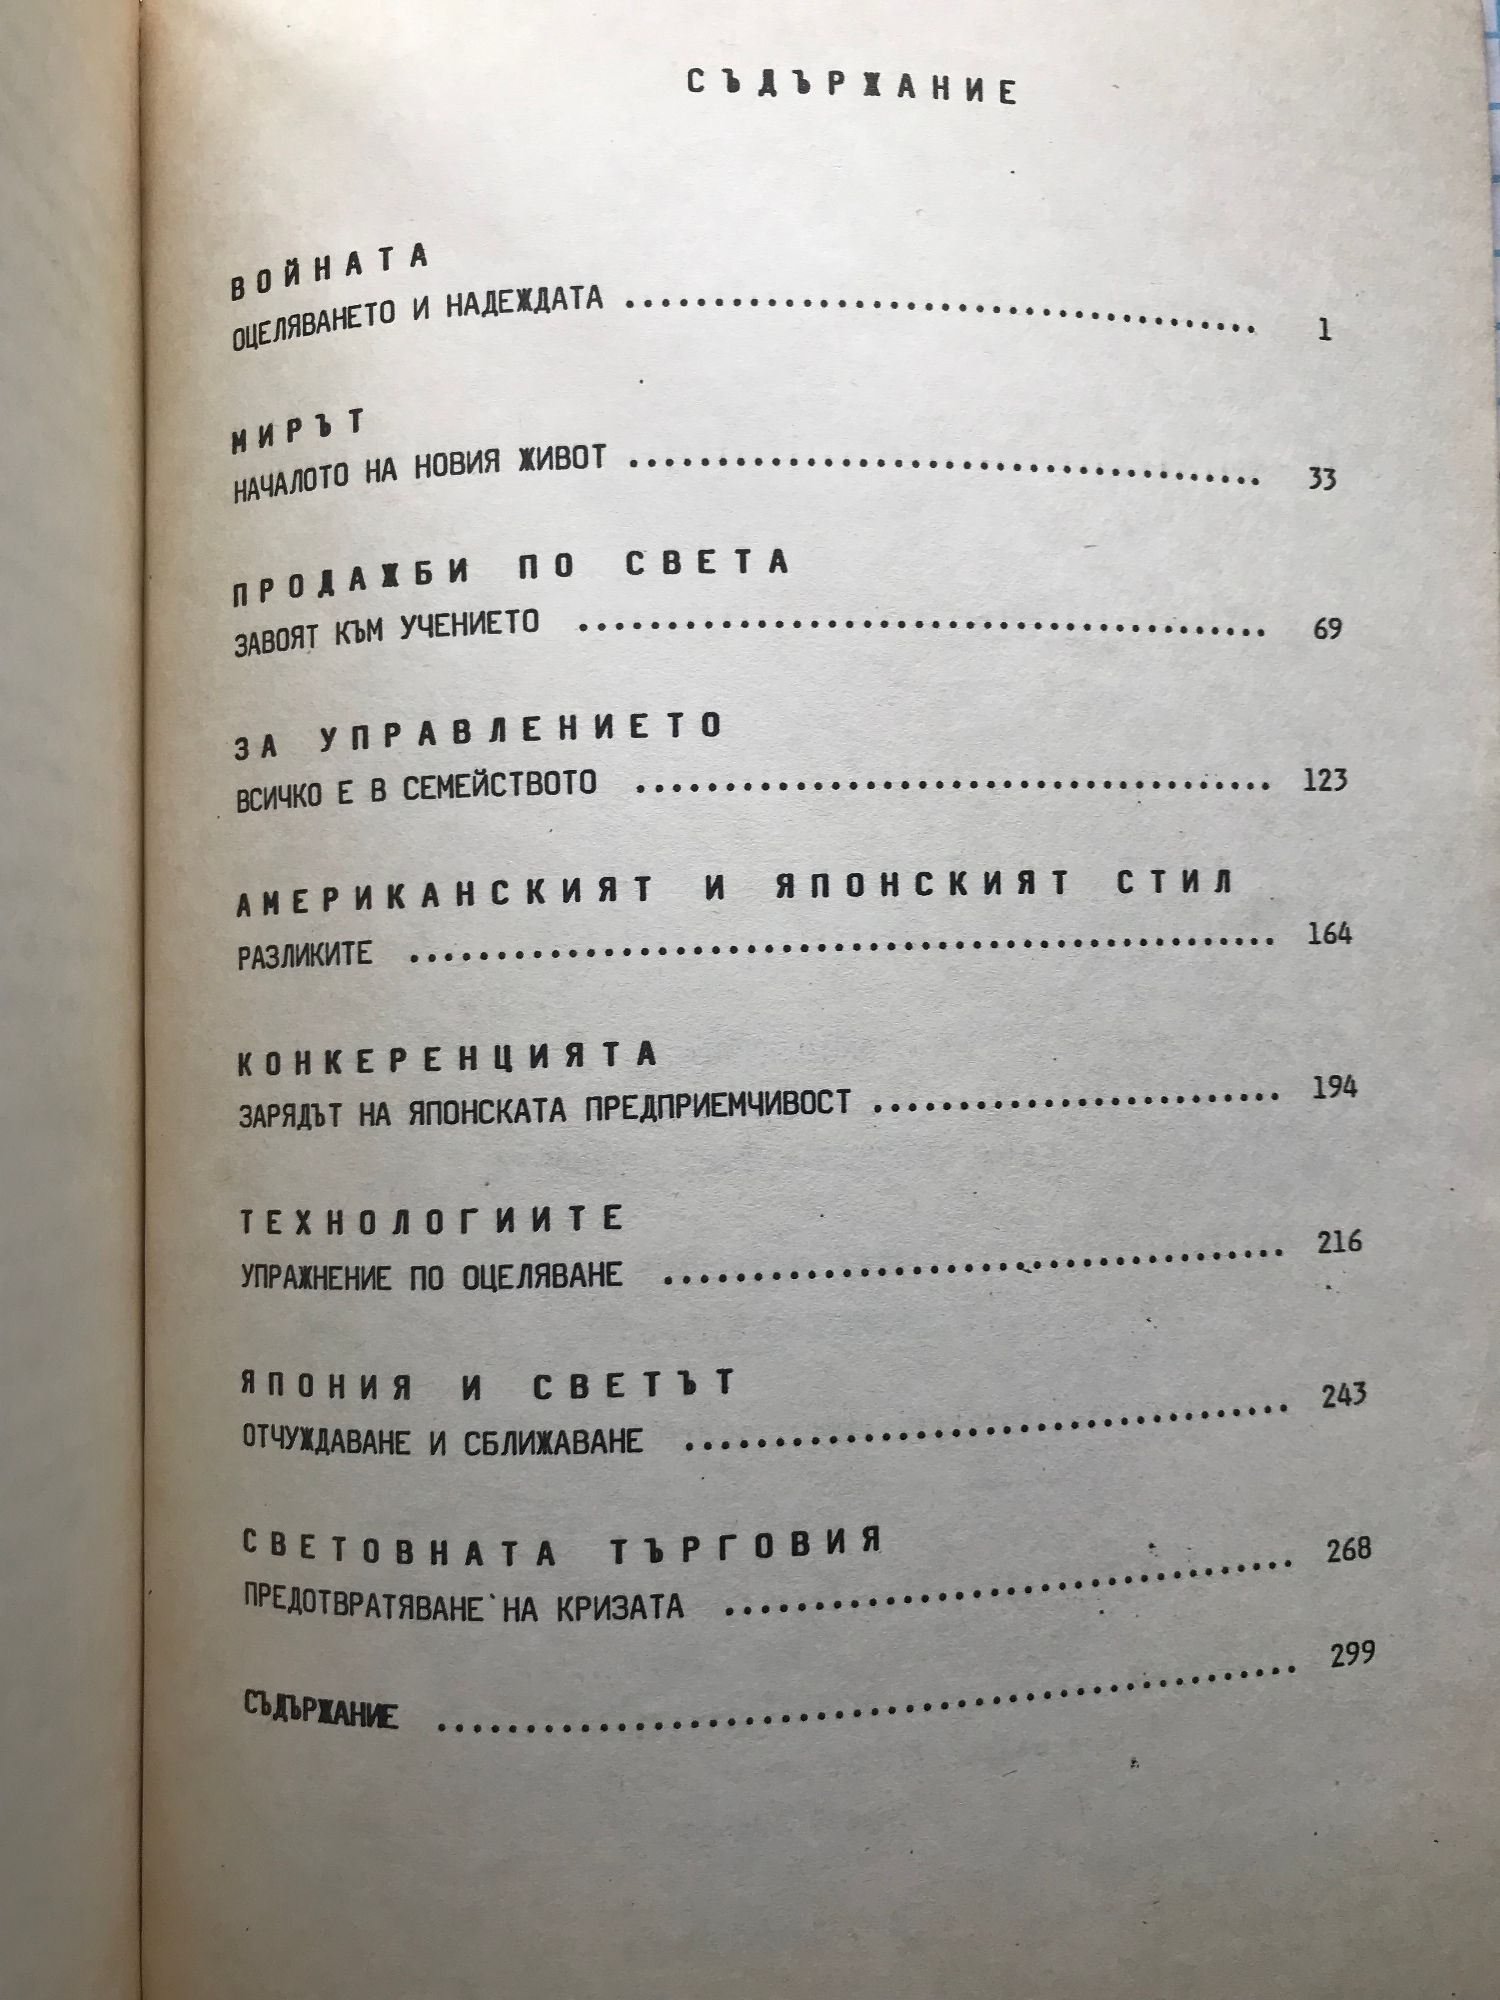 СЪДЪРЖАНИЕ
ВОЙНАТА
ОЦЕЛЯВАНЕТО И НАДЕЖДАТА .................................... 1
МИРЪТ
НАЧАЛОТО НА НОВИЯ ЖИВОТ .................................... 33
ПРОДАЖБИ ПО СВЕТА
ЗАВОЯТ КЪМ УЧЕНИЕТО ....................................... 69
ЗА УПРАВЛЕНИЕТО
ВСИЧКО Е В СЕМЕЙСТВОТО .................................... 123
АМЕРИКАНСКИЯТ И ЯПОНСКИЯТ СТИЛ
РАЗЛИКИТЕ ................................................. 164
КОНКЕРЕНЦИЯТА
ЗАРЯДЪТ НА ЯПОНСКАТА ПРЕДПРИЕМЧИВОСТ ........................ 194
ТЕХНОЛОГИИТЕ
УПРАЖНЕНИЕ ПО ОЦЕЛЯВАНЕ ................................... 216
ЯПОНИЯ И СВЕТЪТ
ОТЧУЖДАВАНЕ И СБЛИЖАВАНЕ .................................. 243
СВЕТОВНАТА ТЪРГОВИЯ
ПРЕДОТВРАТЯВАНЕ НА КРИЗАТА ................................ 268
СЪДЪРЖАНИЕ ................................................ 299